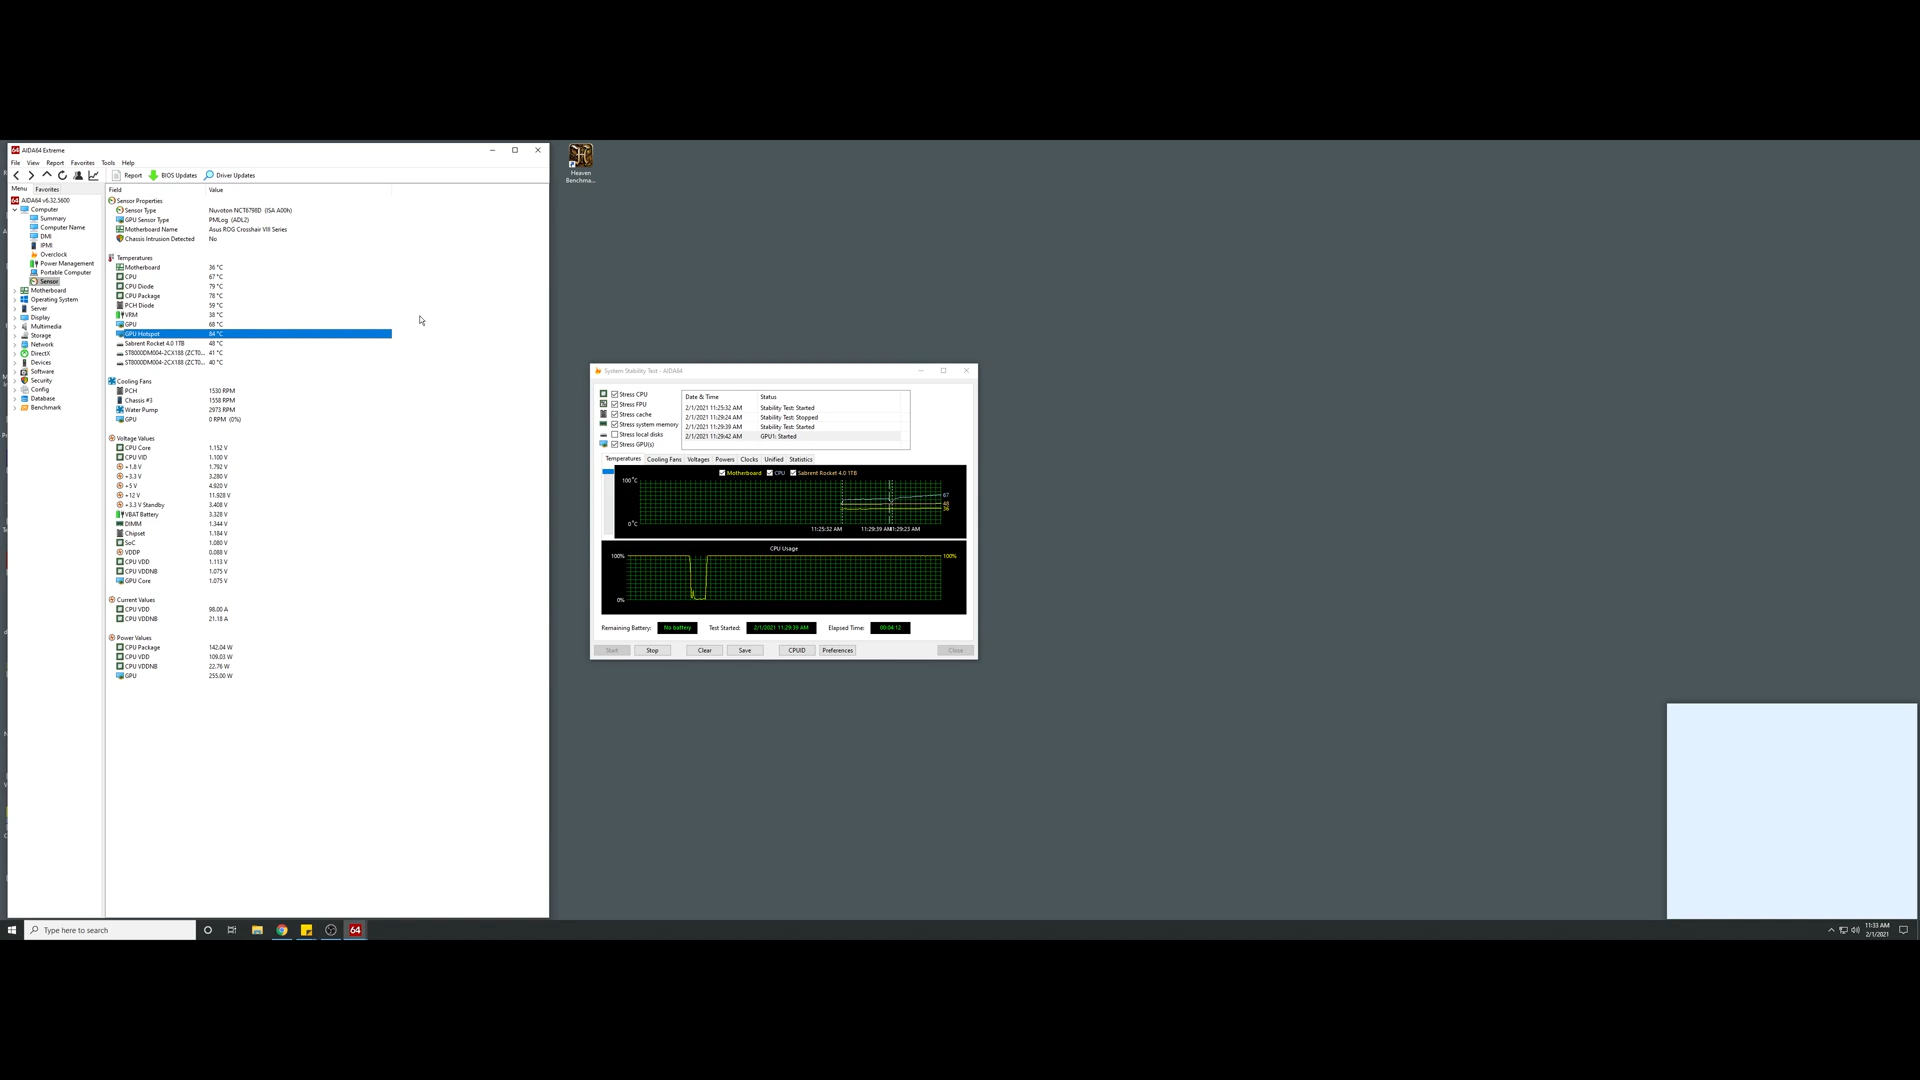 AIDA64 Extreme
File View Report Favorites Tools Help
Report BIOS Updates Driver Updates
Menu Favorites
AIDA64 v6.32.5600
Computer
Summary
Computer Name
DMI
IPMI
Overclock
Power Management
Portable Computer
Sensor
Motherboard
Operating System
Server
Display
Multimedia
Storage
Network
DirectX
Devices
Software
Security
Config
Database
Benchmark
Field Value
Sensor Properties
Sensor Type Nuvoton NCT6798D (ISA A00h)
GPU Sensor Type PMLog (ADL2)
Motherboard Name Asus ROG Crosshair VIII Series
Chassis Intrusion Detected No
Temperatures
Motherboard 36 °C
CPU 67 °C
CPU Diode 79 °C
CPU Package 78 °C
PCH Diode 59 °C
VRM 38 °C
GPU 68 °C
GPU Hotspot 84 °C
Sabrent Rocket 4.0 1TB 48 °C
ST8000DM004-2CX188 (ZCT0... 41 °C
ST8000DM004-2CX188 (ZCT0... 40 °C
Cooling Fans
PCH 1530 RPM
Chassis #3 1558 RPM
Water Pump 2973 RPM
GPU 0 RPM (0%)
Voltage Values
CPU Core 1.152 V
CPU VID 1.100 V
+1.8 V 1.792 V
+3.3 V 3.280 V
+5 V 4.920 V
+12 V 11.928 V
+3.3 V Standby 3.408 V
VBAT Battery 3.328 V
DIMM 1.344 V
Chipset 1.184 V
SoC 1.080 V
VDDP 0.088 V
CPU VDD 1.113 V
CPU VDDNB 1.075 V
GPU Core 1.075 V
Current Values
CPU VDD 98.00 A
CPU VDDNB 21.18 A
Power Values
CPU Package 142.04 W
CPU VDD 109.03 W
CPU VDDNB 22.76 W
GPU 255.00 W
Heaven
Benchma...
System Stability Test - AIDA64
Stress CPU
Stress FPU
Stress cache
Stress system memory
Stress local disks
Stress GPU(s)
Date & Time Status
2/1/2021 11:25:32 AM Stability Test: Started
2/1/2021 11:29:24 AM Stability Test: Stopped
2/1/2021 11:29:39 AM Stability Test: Started
2/1/2021 11:29:42 AM GPU1: Started
Temperatures Cooling Fans Voltages Powers Clocks Unified Statistics
Motherboard CPU Sabrent Rocket 4.0 1TB
100°C
67
48
36
0°C
11:25:32 AM 11:29:39 AM 11:29:23 AM
CPU Usage
100% 100%
0%
Remaining Battery: No battery Test Started: 2/1/2021 11:29:39 AM Elapsed Time: 00:04:12
Start Stop Clear Save CPUID Preferences Close
Type here to search
64
11:33 AM
2/1/2021